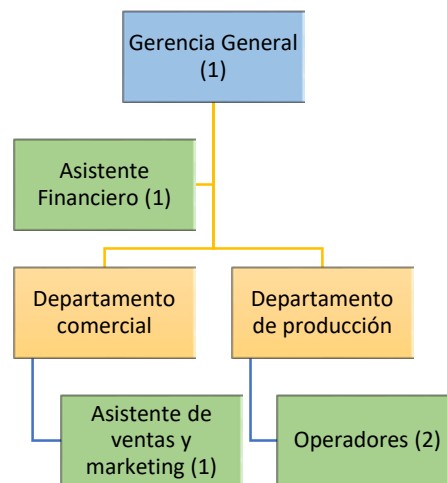 Gerencia General
(1)
Asistente
Financiero (1)
Departamento
comercial
Departamento
de producción
Asistente de
ventas y
marketing (1)
Operadores (2)